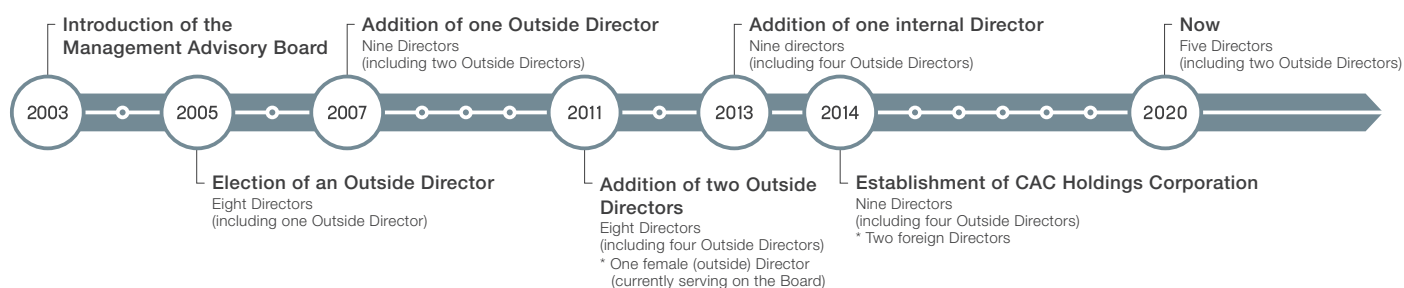 Introduction of the
Management Advisory Board
Addition of one Outside Director
Nine Directors
(including two Outside Directors)
Addition of one internal Director
Nine directors
(including four Outside Directors)
Now
Five Directors
(including two Outside Directors)
2003
2005
2007
2011
2013
2014
2020
Election of an Outside Director
Eight Directors
(including one Outside Director)
Addition of two Outside
Directors
Eight Directors
(including four Outside Directors)
* One female (outside) Director
(currently serving on the Board)
Establishment of CAC Holdings Corporation
Nine Directors
(including four Outside Directors)
* Two foreign Directors